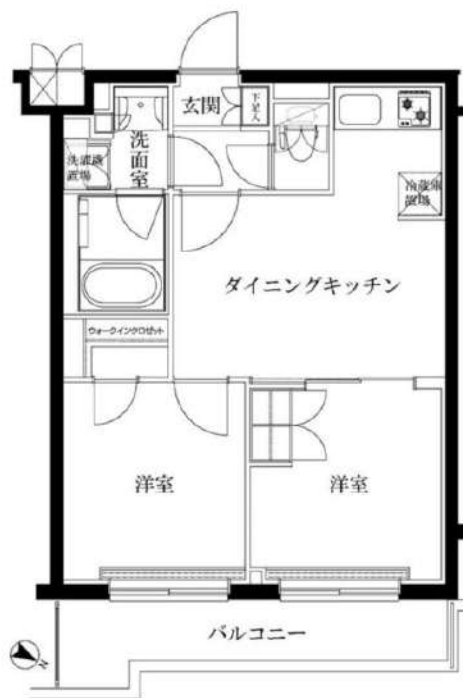 玄関
下足入
洗面室
洗濯機
置場
冷蔵庫
置場
ダイニングキッチン
ウォークインクロゼット
洋室
洋室
バルコニー
N